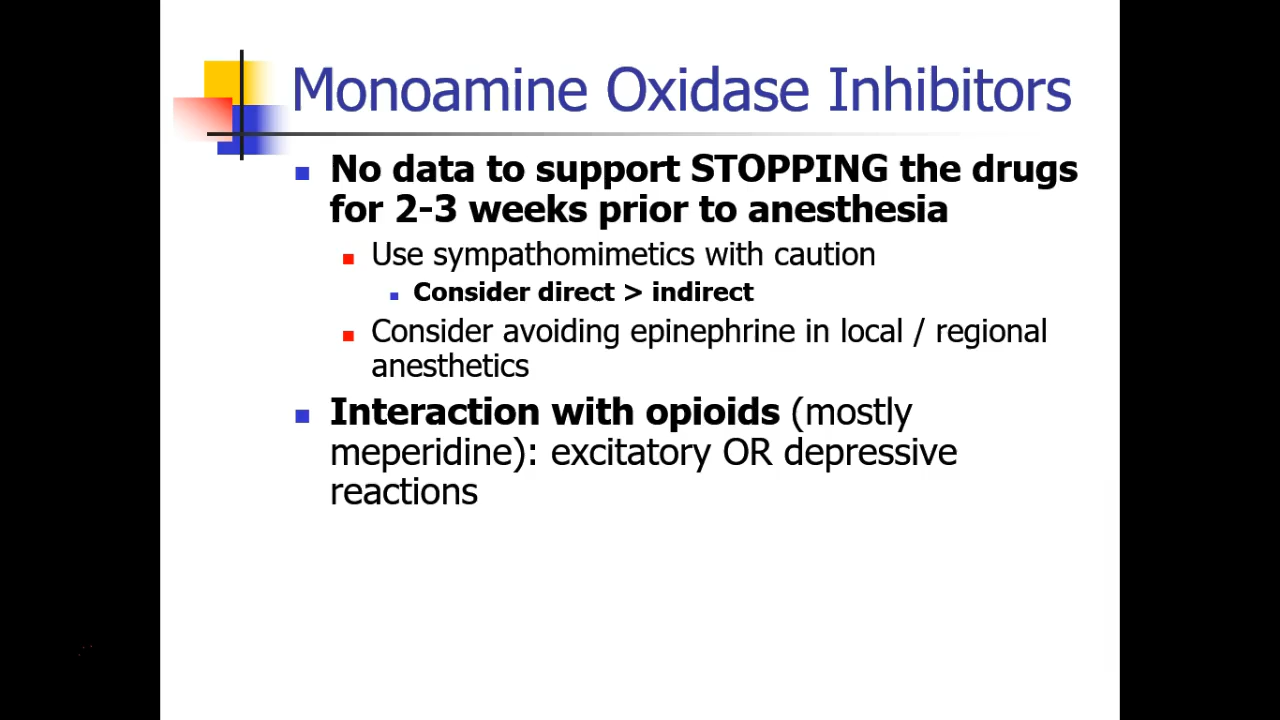 Monoamine Oxidase Inhibitors
No data to support STOPPING the drugs
for 2-3 weeks prior to anesthesia
Use sympathomimetics with caution
Consider direct > indirect
Consider avoiding epinephrine in local / regional
anesthetics
Interaction with opioids (mostly
meperidine): excitatory OR depressive
reactions